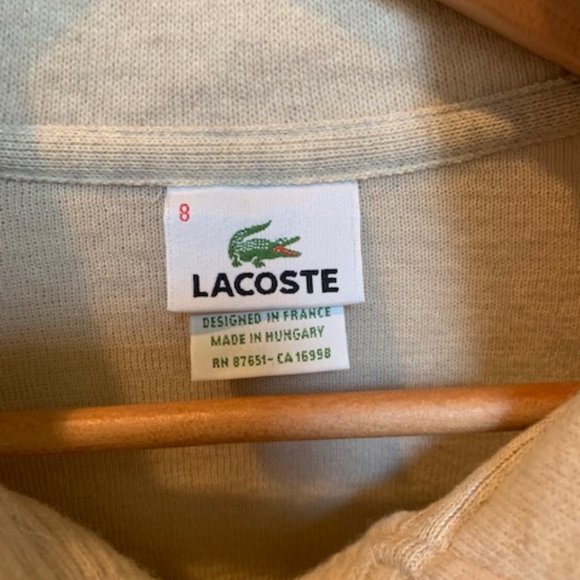 8
LACOSTE
DESIGNED IN FRANCE
MADE IN HUNGARY
RN 87651-CA 16998